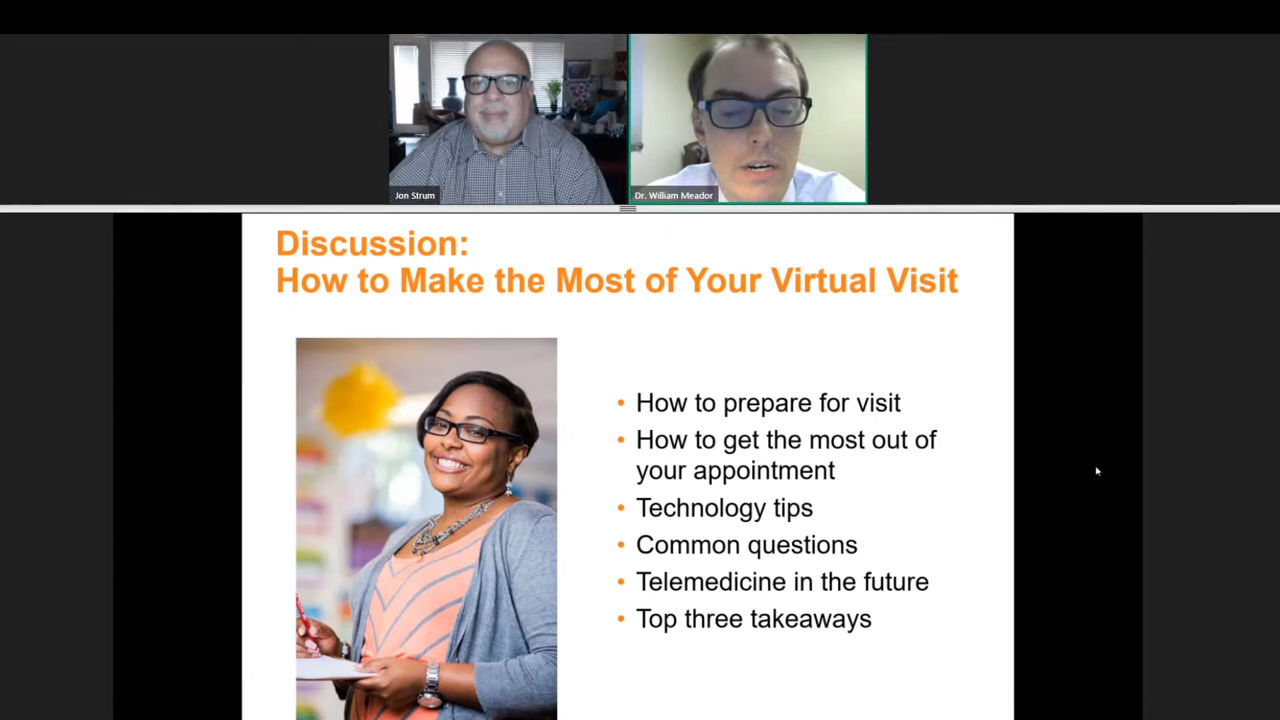 Jon Strum
Dr. William Meador
Discussion:
How to Make the Most of Your Virtual Visit
• How to prepare for visit
• How to get the most out of
your appointment
• Technology tips
• Common questions
• Telemedicine in the future
• Top three takeaways